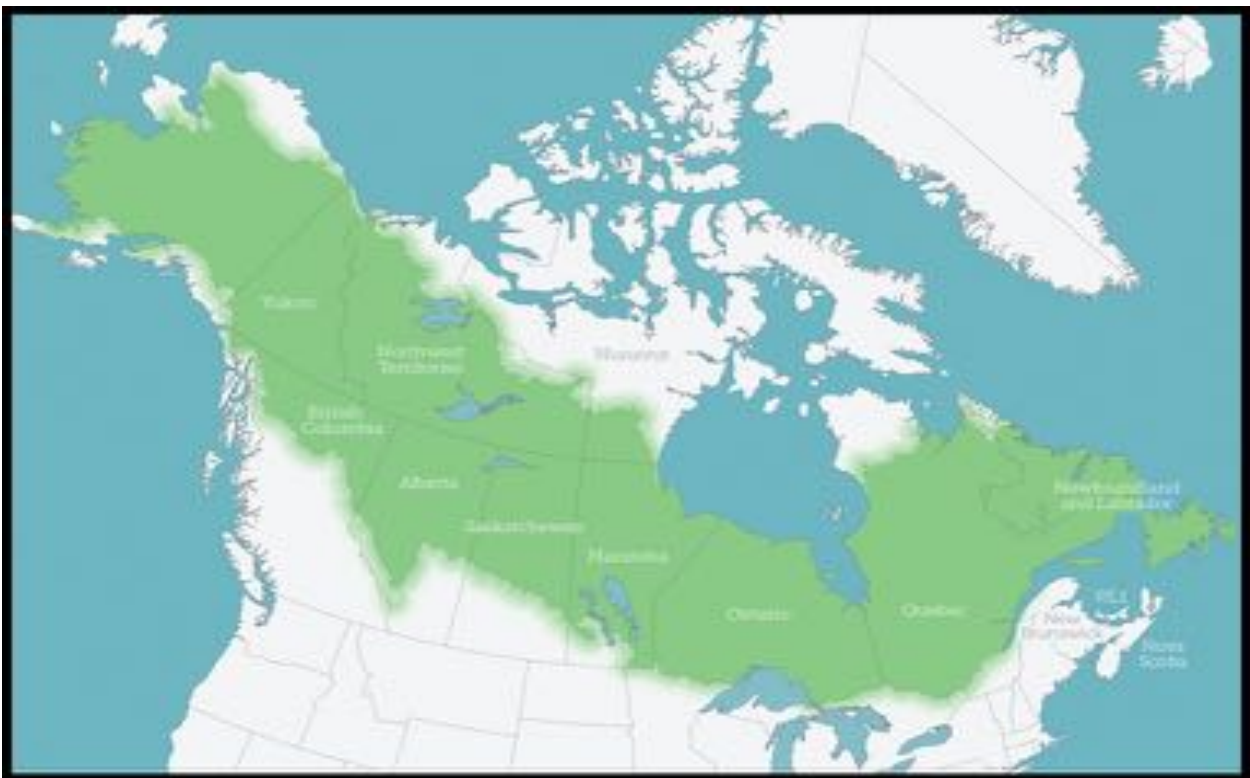 Yukon
Northwest
Territories
Nunavut
British
Columbia
Alberta
Saskatchewan
Manitoba
Ontario
Quebec
Newfoundland
and Labrador
P.E.I.
New
Brunswick
Nova
Scotia